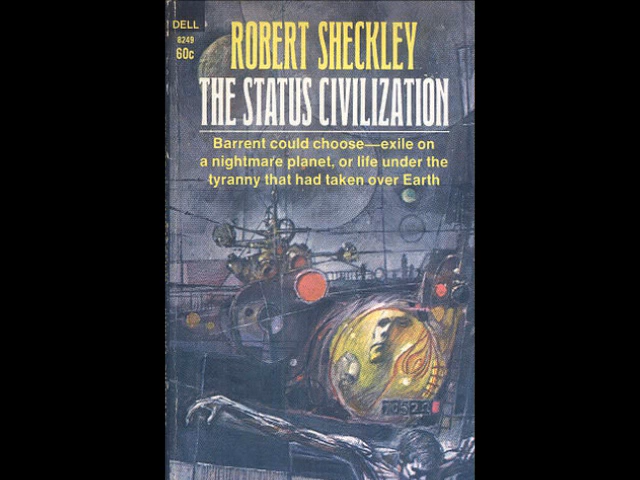 DELL
8249
60c
ROBERT SHECKLEY
THE STATUS CIVILIZATION
Barrent could choose—exile on
a nightmare planet, or life under the
tyranny that had taken over Earth